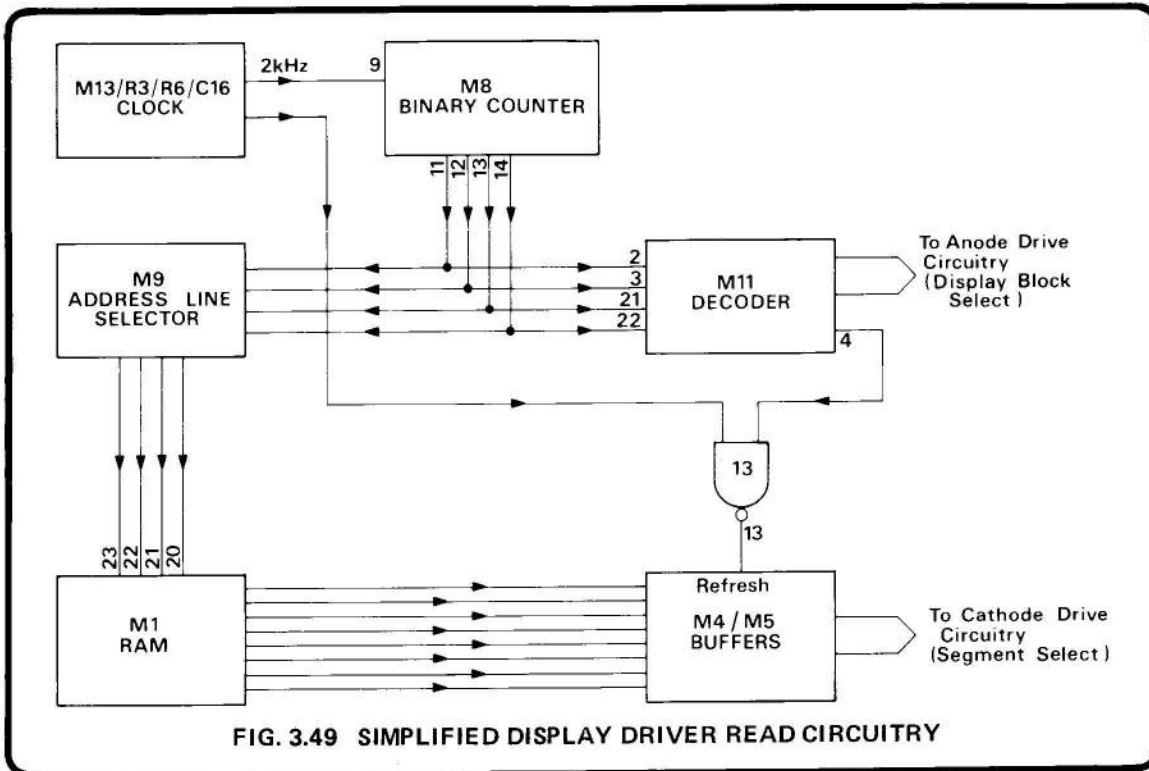 M13/R3/R6/C16
CLOCK
2kHz
9
M8
BINARY COUNTER
11
12
13
14
M9
ADDRESS LINE
SELECTOR
2
3
21
22
M11
DECODER
4
To Anode Drive
Circuitry
(Display Block
Select)
13
13
23
22
21
20
M1
RAM
Refresh
M4/M5
BUFFERS
To Cathode Drive
Circuitry
(Segment Select)
FIG. 3.49 SIMPLIFIED DISPLAY DRIVER READ CIRCUITRY